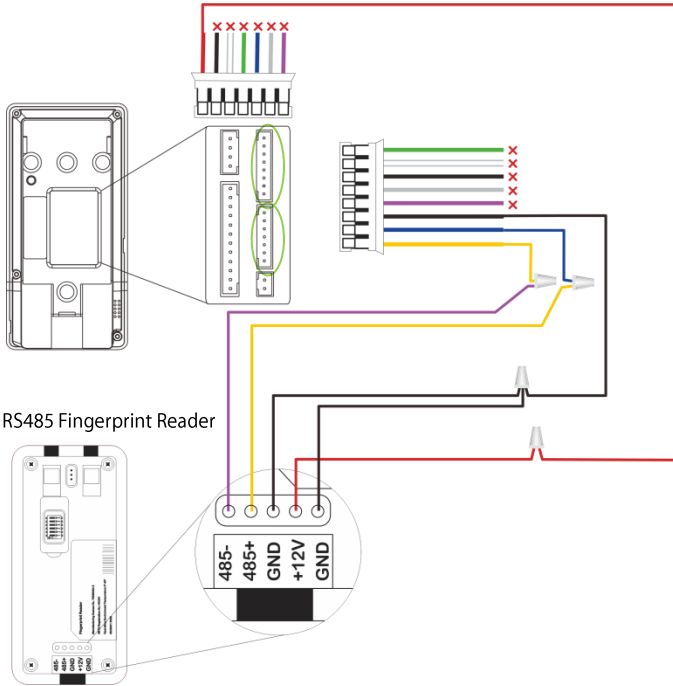 RS485 Fingerprint Reader
485-
485+
GND
+12V
GND
Fingerprint Reader
485-
485+
GND
+12V
GND